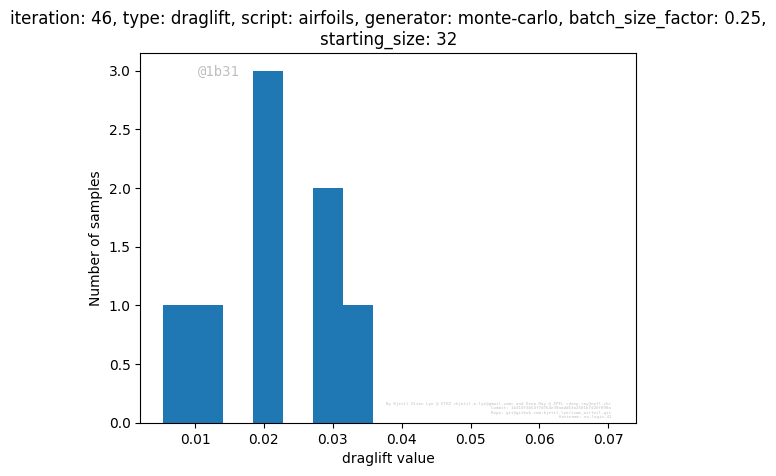 iteration: 46, type: draglift, script: airfoils, generator: monte-carlo, batch_size_factor: 0.25,
starting_size: 32
@1b31
3.0
2.5
2.0
1.5
1.0
0.5
0.0
Number of samples
0.01 0.02 0.03 0.04 0.05 0.06 0.07
draglift value